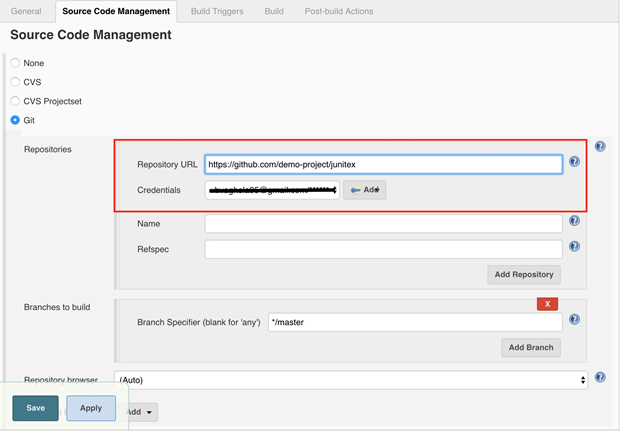 General Source Code Management Build Triggers Build Post-build Actions
Source Code Management
None
CVS
CVS Projectset
Git
Repositories
Repository URL https://github.com/demo-project/junitex
Credentials Add
Name
Refspec
Add Repository
Branches to build
X
Branch Specifier (blank for 'any') */master
Add Branch
Repository browser (Auto)
Save Apply Add